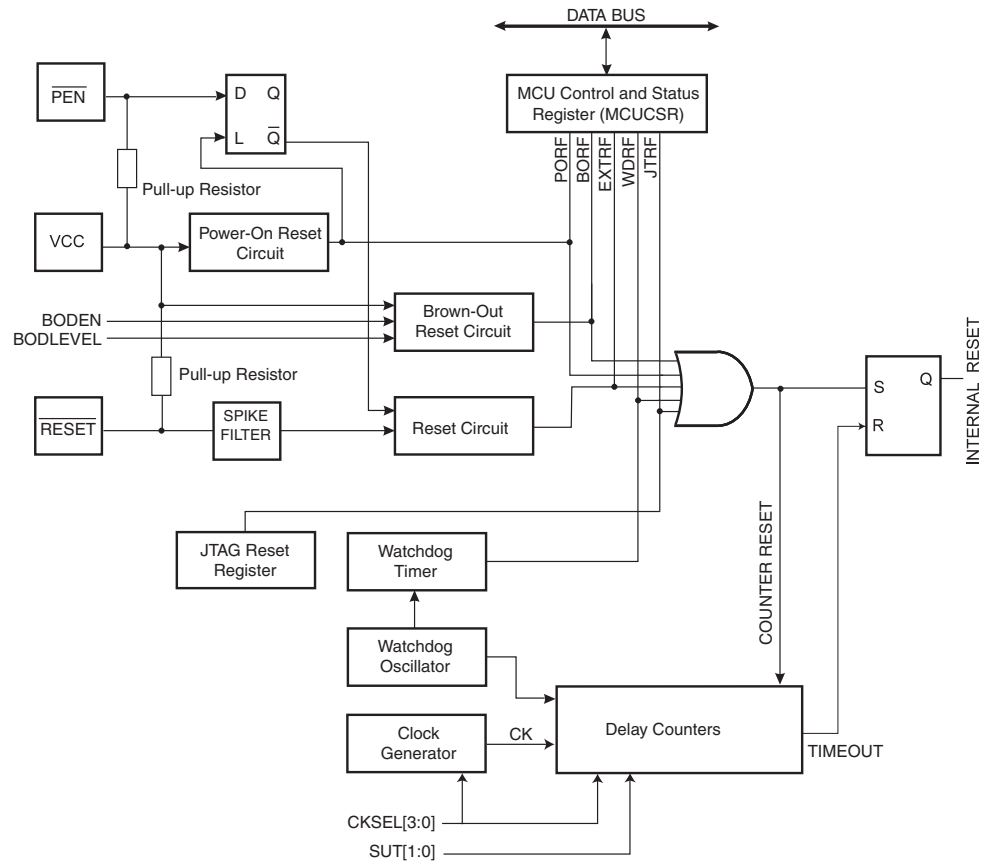 DATA BUS
PEN
D Q
L Q
MCU Control and Status
Register (MCUCSR)
PORF
BORF
EXTRF
WDRF
JTRF
Pull-up Resistor
VCC
Power-On Reset
Circuit
BODEN
BODLEVEL
Brown-Out
Reset Circuit
Pull-up Resistor
RESET
SPIKE
FILTER
Reset Circuit
S
Q
R
INTERNAL RESET
JTAG Reset
Register
Watchdog
Timer
COUNTER RESET
Watchdog
Oscillator
Clock
Generator
CK
Delay Counters
TIMEOUT
CKSEL[3:0]
SUT[1:0]